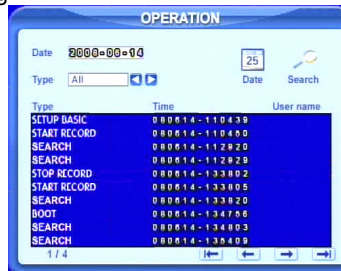 OPERATION
Date 2008-06-14
25
Type All Date Search
Type Time User name
SETUP BASIC 080614-110439
START RECORD 080614-110450
SEARCH 080614-112920
SEARCH 080614-112929
STOP RECORD 080614-133802
START RECORD 080614-133805
SEARCH 080614-133820
BOOT 080614-134756
SEARCH 080614-134803
SEARCH 080614-135409
1/4